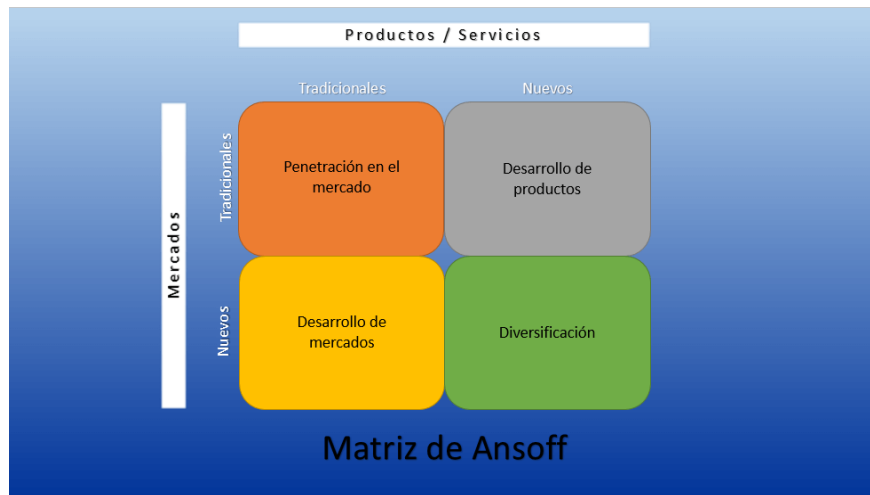 Productos / Servicios
Tradicionales
Nuevos
Mercados
Tradicionales
Penetración en el
mercado
Desarrollo de
productos
Nuevos
Desarrollo de
mercados
Diversificación
Matriz de Ansoff